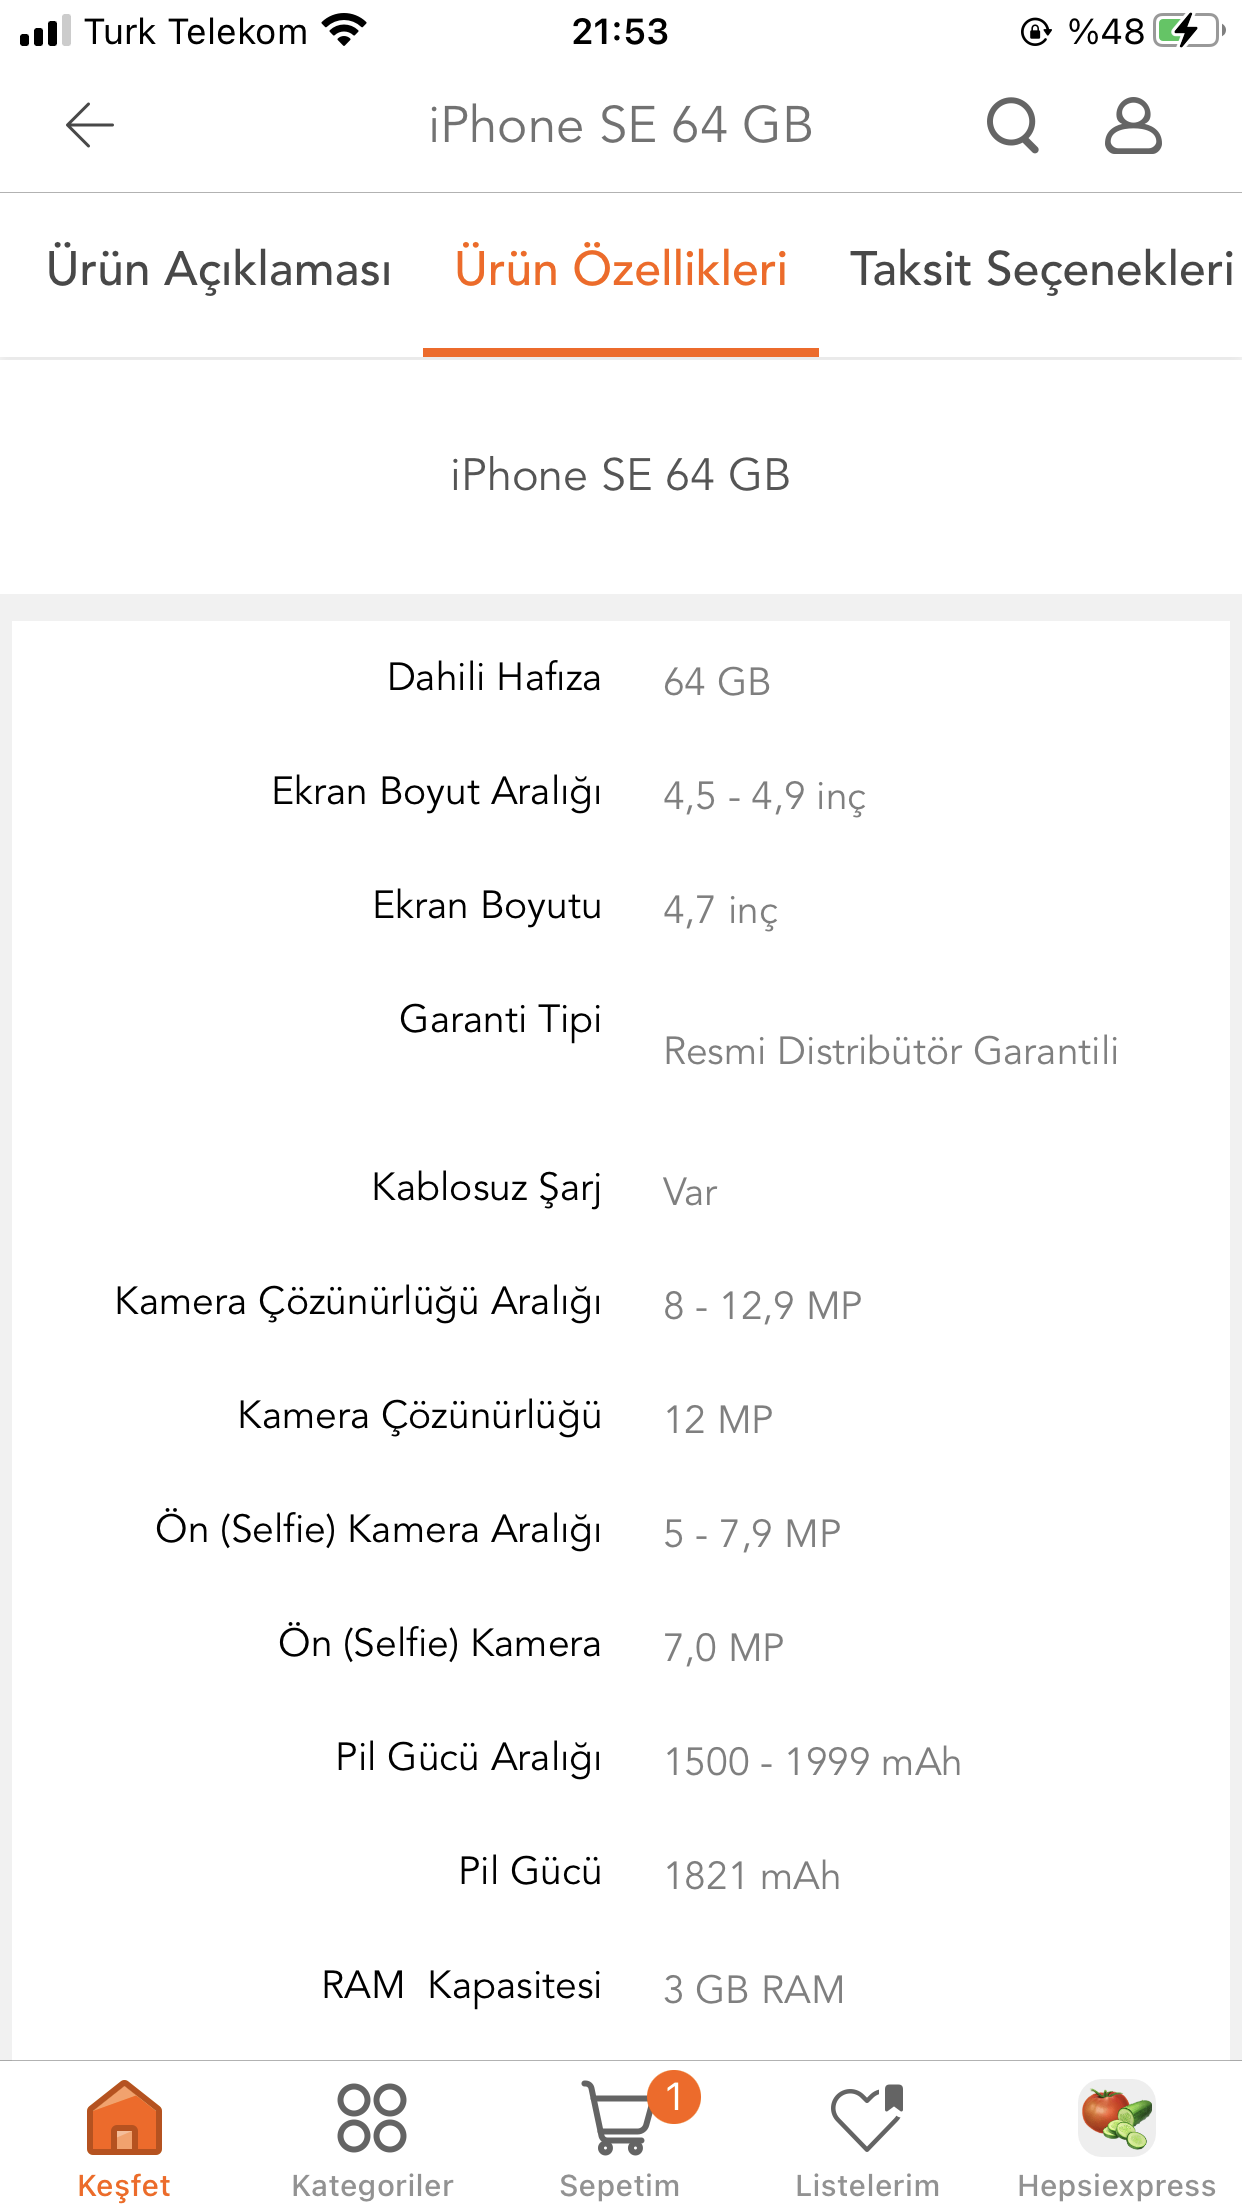 Turk Telekom
21:53
%48
iPhone SE 64 GB
Ürün Açıklaması
Ürün Özellikleri
Taksit Seçenekleri
iPhone SE 64 GB
Dahili Hafıza 64 GB
Ekran Boyut Aralığı 4,5 - 4,9 inç
Ekran Boyutu 4,7 inç
Garanti Tipi Resmi Distribütör Garantili
Kablosuz Şarj Var
Kamera Çözünürlüğü Aralığı 8 - 12,9 MP
Kamera Çözünürlüğü 12 MP
Ön (Selfie) Kamera Aralığı 5 - 7,9 MP
Ön (Selfie) Kamera 7,0 MP
Pil Gücü Aralığı 1500 - 1999 mAh
Pil Gücü 1821 mAh
RAM  Kapasitesi 3 GB RAM
1
Keşfet
Kategoriler
Sepetim
Listelerim
Hepsiexpress